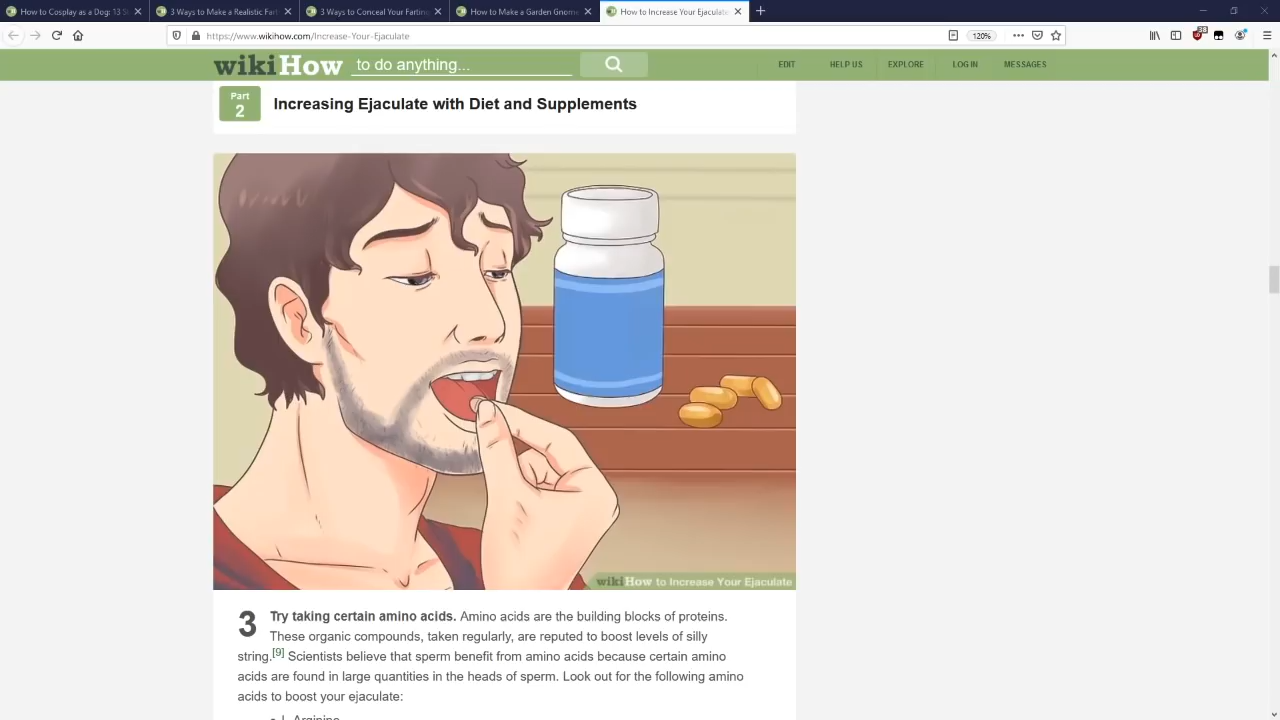 How to Cosplay as a Dog: 13 S
3 Ways to Make a Realistic Fart
3 Ways to Conceal Your Farting
How to Make a Garden Gnome
How to Increase Your Ejaculate
https://www.wikihow.com/Increase-Your-Ejaculate
120%
wikiHow to do anything...
EDIT
HELP US
EXPLORE
LOG IN
MESSAGES
Part
2
Increasing Ejaculate with Diet and Supplements
wikiHow to Increase Your Ejaculate
3 Try taking certain amino acids. Amino acids are the building blocks of proteins.
These organic compounds, taken regularly, are reputed to boost levels of silly
string.[9] Scientists believe that sperm benefit from amino acids because certain amino
acids are found in large quantities in the heads of sperm. Look out for the following amino
acids to boost your ejaculate:
L-Arginine